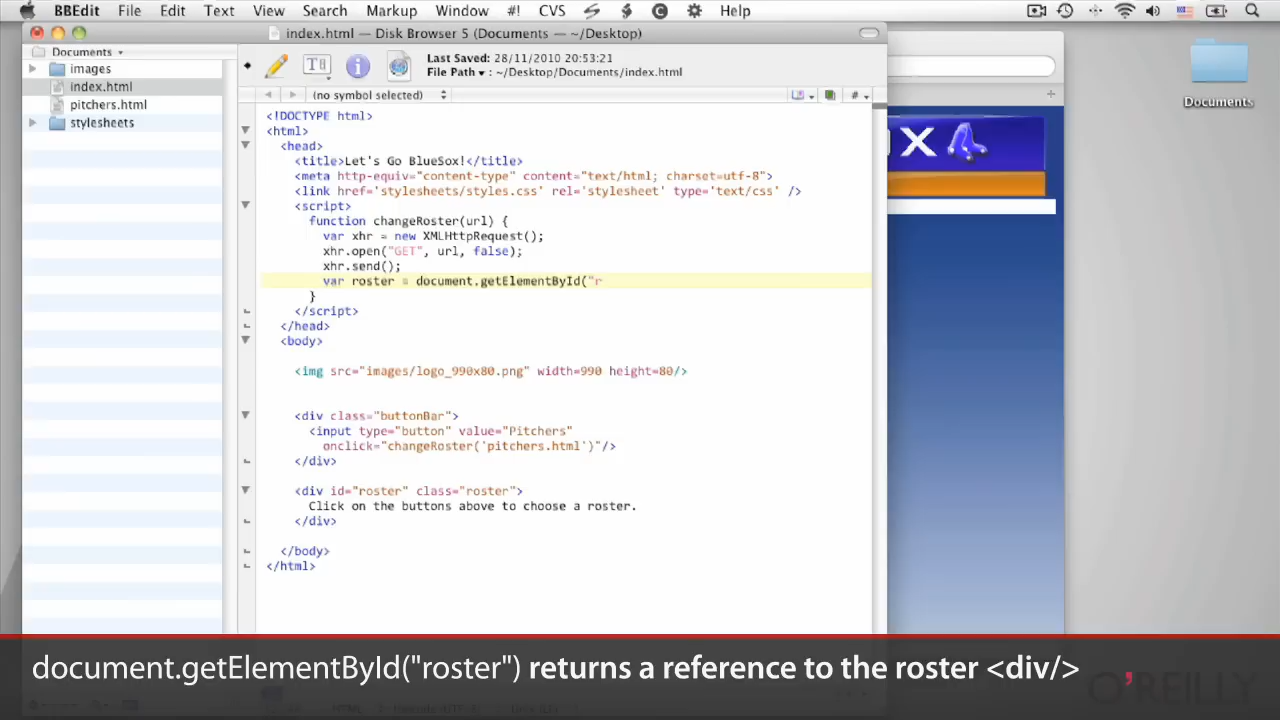 BBEdit File Edit Text View Search Markup Window #! CVS Help
index.html — Disk Browser 5 (Documents — ~/Desktop)
Documents
images
index.html
pitchers.html
stylesheets
Last Saved: 28/11/2010 20:53:21
File Path : ~/Desktop/Documents/index.html
(no symbol selected)
#
<!DOCTYPE html>
<html>
<head>
<title>Let's Go BlueSox!</title>
<meta http-equiv="content-type" content="text/html; charset=utf-8">
<link href='stylesheets/styles.css' rel='stylesheet' type='text/css' />
<script>
function changeRoster(url) {
var xhr = new XMLHttpRequest();
xhr.open("GET", url, false);
xhr.send();
var roster = document.getElementById("r
}
</script>
</head>
<body>
<img src="images/logo_990x80.png" width=990 height=80/>
<div class="buttonBar">
<input type="button" value="Pitchers"
onclick="changeRoster('pitchers.html')"/>
</div>
<div id="roster" class="roster">
Click on the buttons above to choose a roster.
</div>
</body>
</html>
X
Documents
document.getElementById("roster") returns a reference to the roster <div/>
O'REILLY